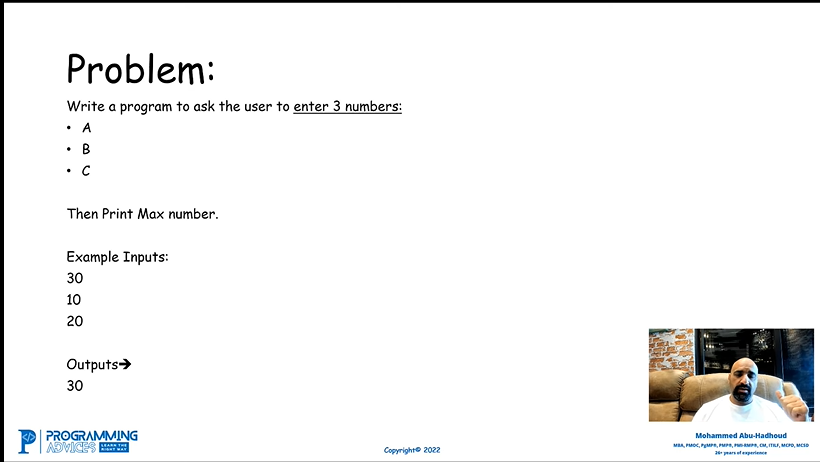 Problem:
Write a program to ask the user to enter 3 numbers:
• A
• B
• C
Then Print Max number.
Example Inputs:
30
10
20
Outputs➔
30
PROGRAMMING
ADVICES LEARN THE RIGHT WAY
Copyright© 2022
Mohammed Abu-Hadhoud
MBA, PMOC, PgMP®, PMP®, PMI-RMP®, CM, ITILF, MCPD, MCSD
26+ years of experience